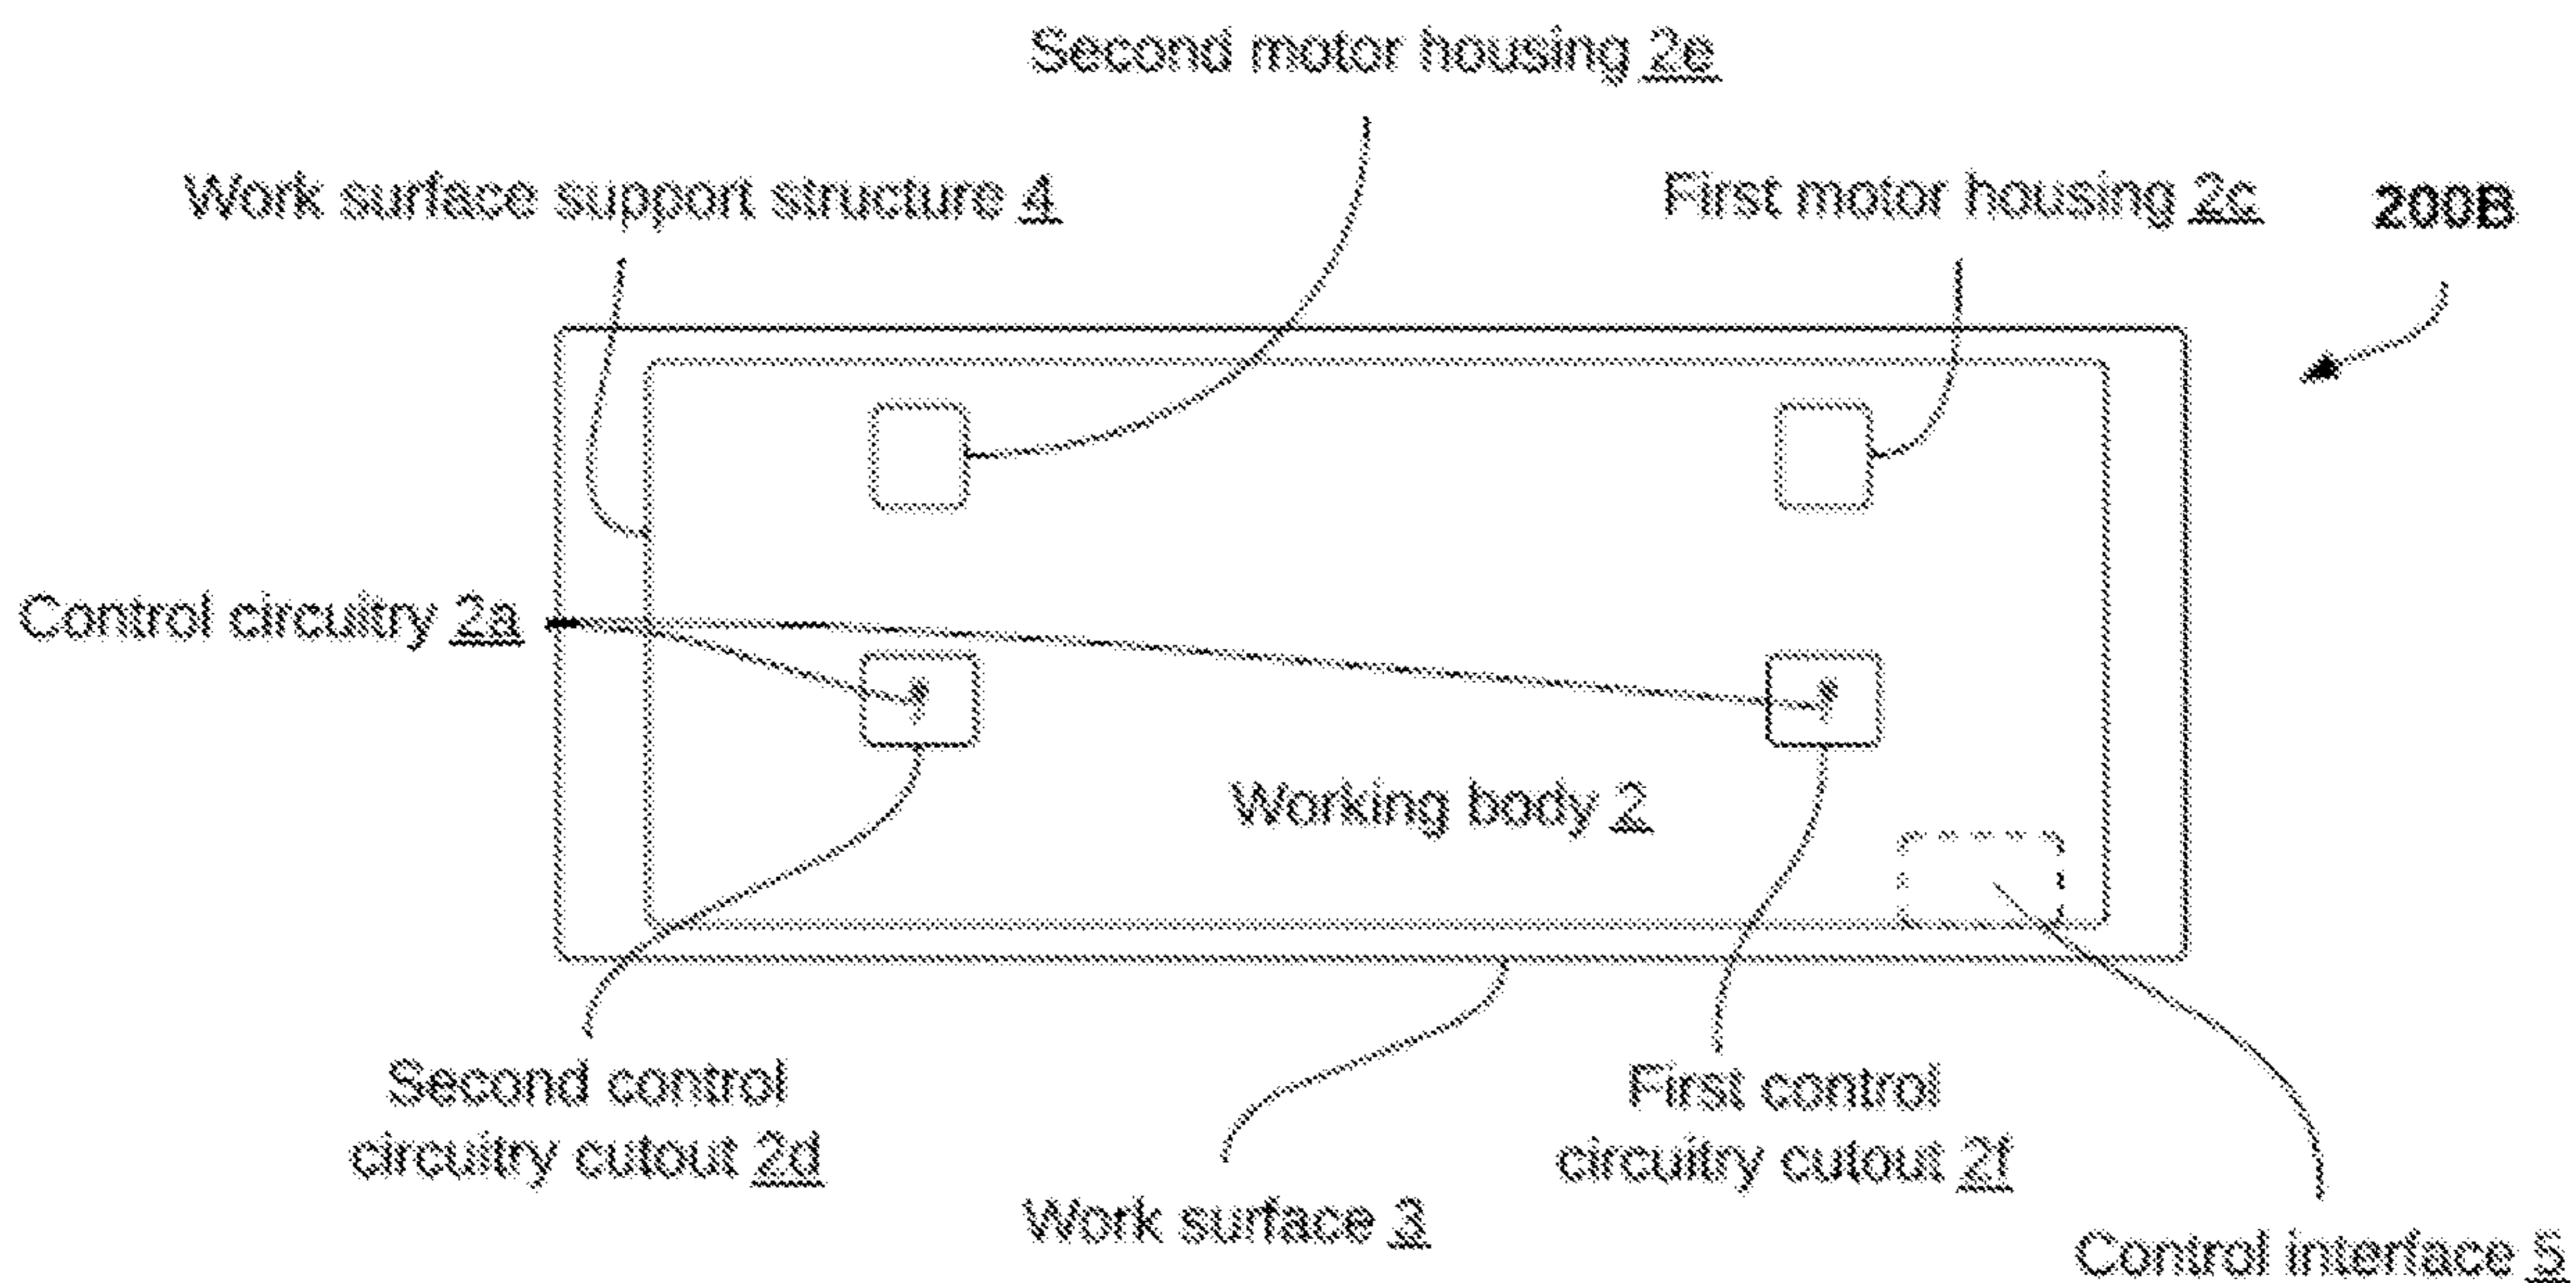 Second motor housing 2e
Work surface support structure 4
First motor housing 2c
200B
Control circuitry 2a
Working body 2
Second control
circuitry cutout 2d
First control
circuitry cutout 2f
Work surface 3
Control interface 5